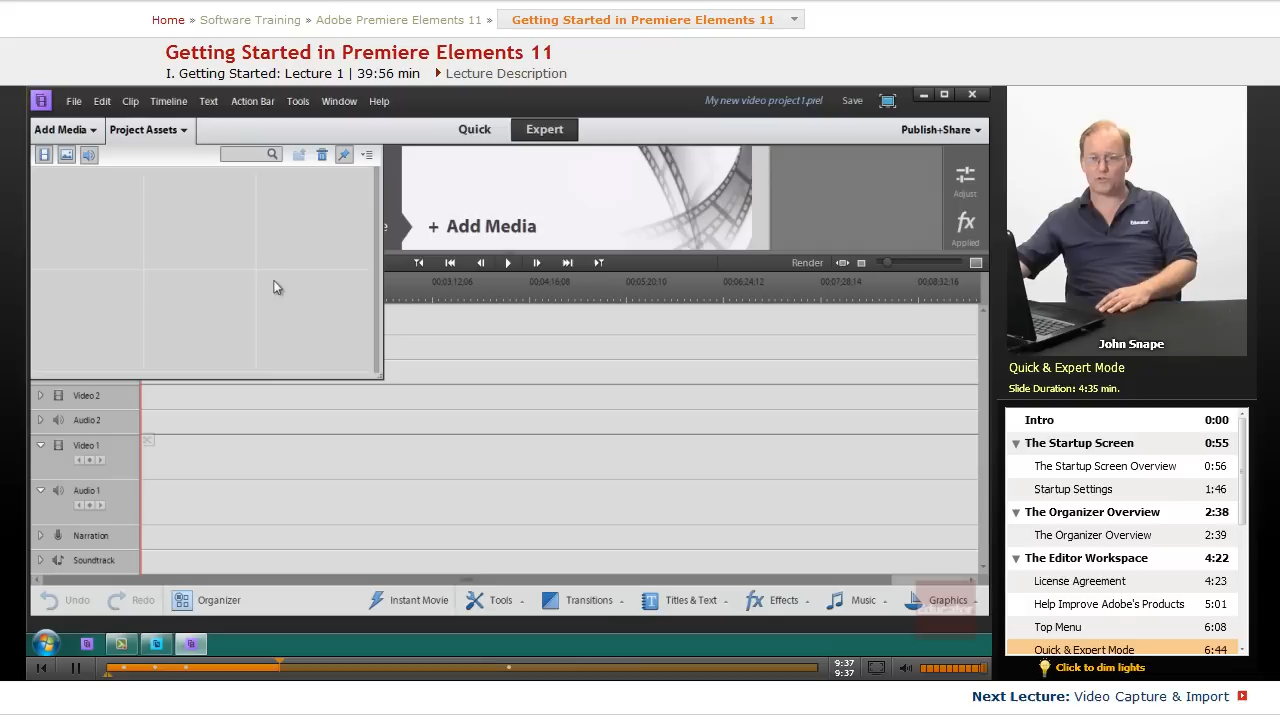 Home » Software Training » Adobe Premiere Elements 11 » Getting Started in Premiere Elements 11
Getting Started in Premiere Elements 11
I. Getting Started: Lecture 1 | 39:56 min Lecture Description
File Edit Clip Timeline Text Action Bar Tools Window Help My new video project1.prel Save
Add Media Project Assets Quick Expert Publish+Share
+ Add Media
Adjust
fx
Applied
Render
00;03;12;06 00;04;16;08 00;05;20;10 00;06;24;12 00;07;28;14 00;08;32;16
Video 2
Audio 2
Video 1
Audio 1
Narration
Soundtrack
Undo Redo Organizer Instant Movie Tools Transitions Titles & Text fx Effects Music Graphics
Educator
9:37
9:37
Educator
John Snape
Quick & Expert Mode
Slide Duration: 4:35 min.
Intro 0:00
The Startup Screen 0:55
The Startup Screen Overview 0:56
Startup Settings 1:46
The Organizer Overview 2:38
The Organizer Overview 2:39
The Editor Workspace 4:22
License Agreement 4:23
Help Improve Adobe's Products 5:01
Top Menu 6:08
Quick & Expert Mode 6:44
Click to dim lights
Next Lecture: Video Capture & Import